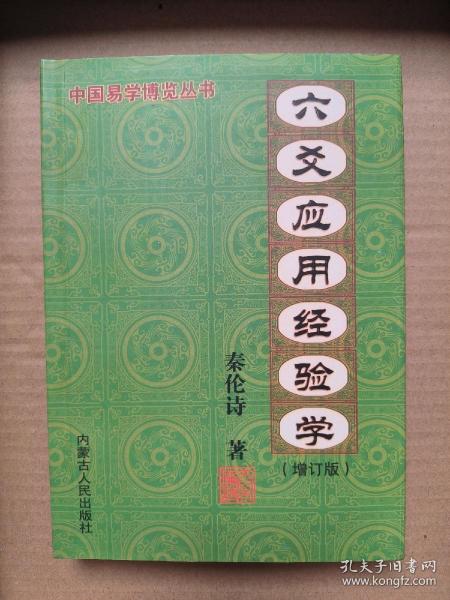 中国易学博览丛书
六爻应用经验学
(增订版)
秦伦诗 著
内蒙古人民出版社
孔夫子旧书网
www.kongfz.com